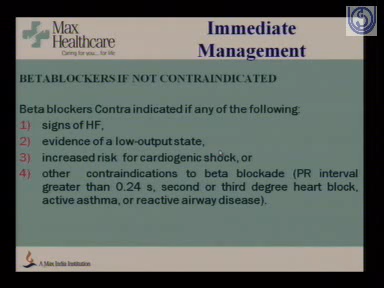 Max
Healthcare
Caring for you... for life
Immediate
Management
BETABLOCKERS IF NOT CONTRAINDICATED
Beta blockers Contra indicated if any of the following:
1) signs of HF,
2) evidence of a low-output state,
3) increased risk for cardiogenic shock, or
4) other contraindications to beta blockade (PR interval
greater than 0.24 s, second or third degree heart block,
active asthma, or reactive airway disease).
A Max India Institution